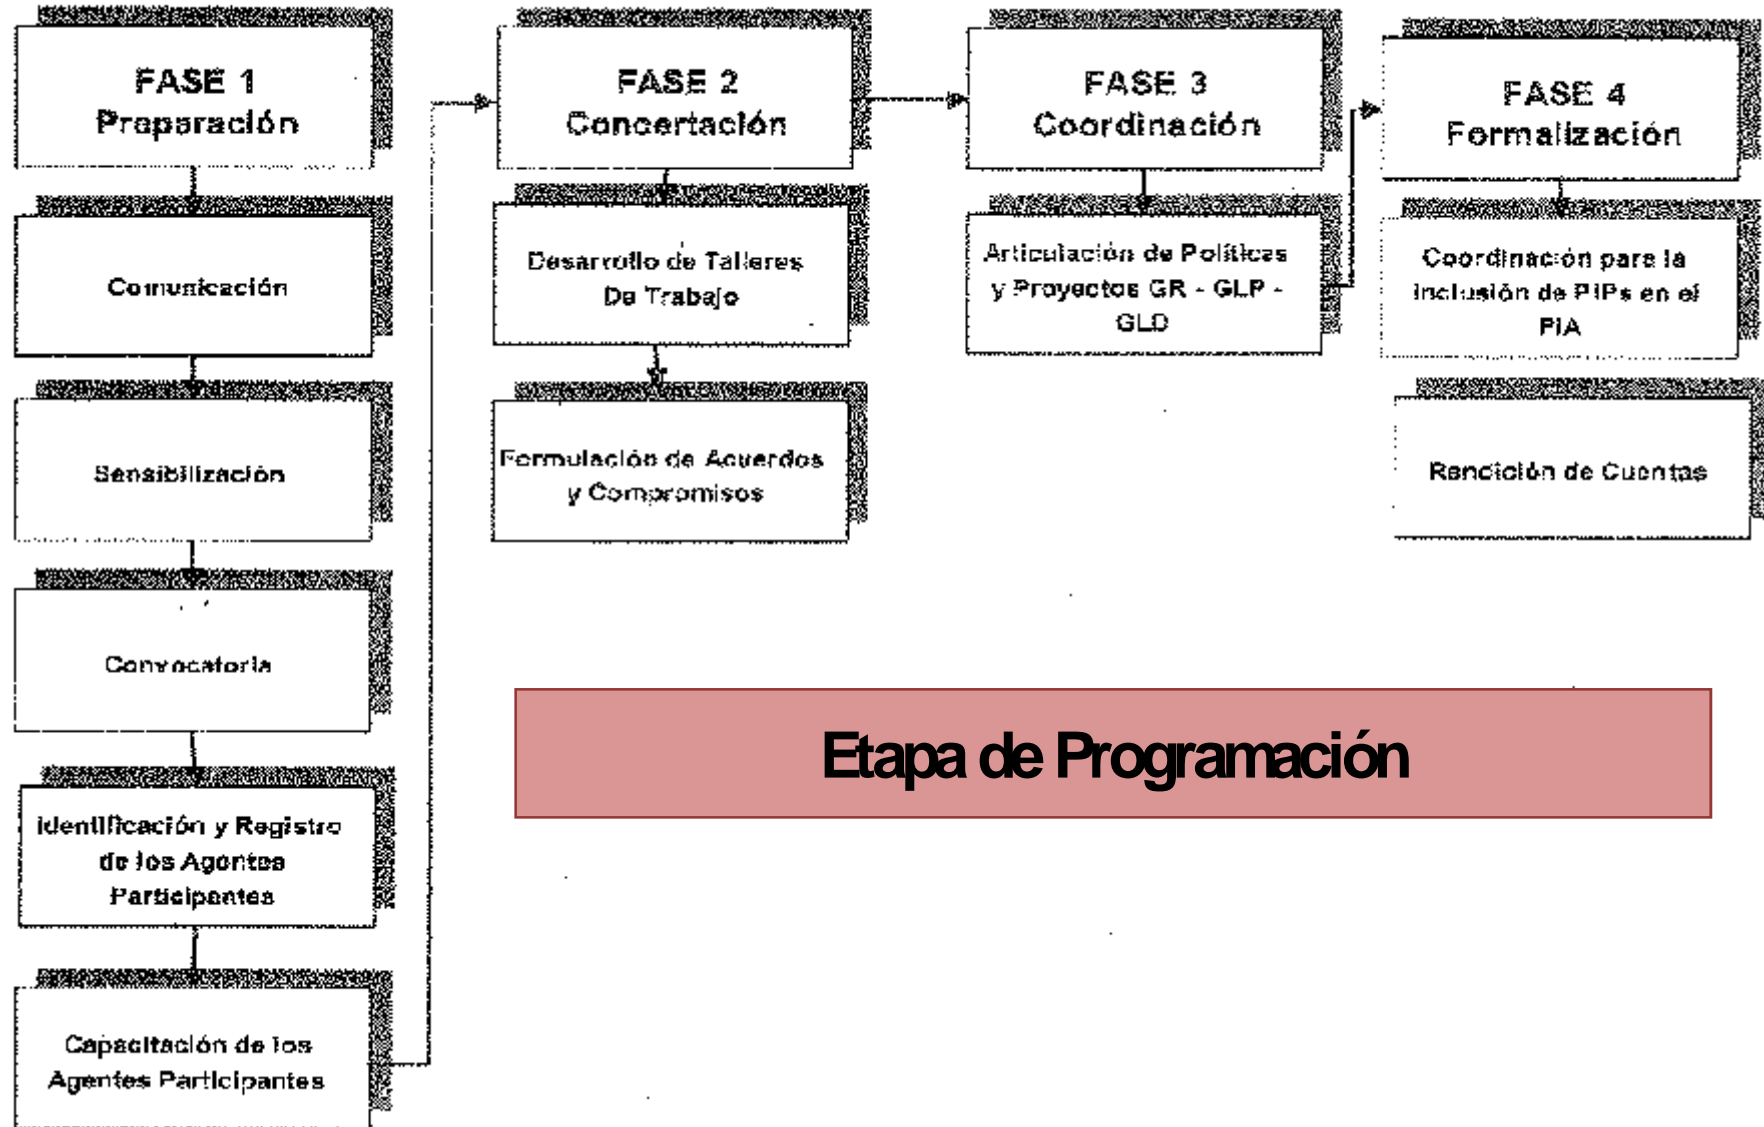 FASE 1
Preparación
Comunicación
Sensibilización
Convocatoria
Identificación y Registro
de los Agentes
Participantes
Capacitación de los
Agentes Participantes
FASE 2
Concertación
Desarrollo de Talleres
De Trabajo
Formulación de Acuerdos
y Compromisos
FASE 3
Coordinación
Articulación de Políticas
y Proyectos GR - GLP -
GLD
FASE 4
Formalización
Coordinación para la
inclusión de PIPs en el
PIA
Rendición de Cuentas
Etapa de Programación